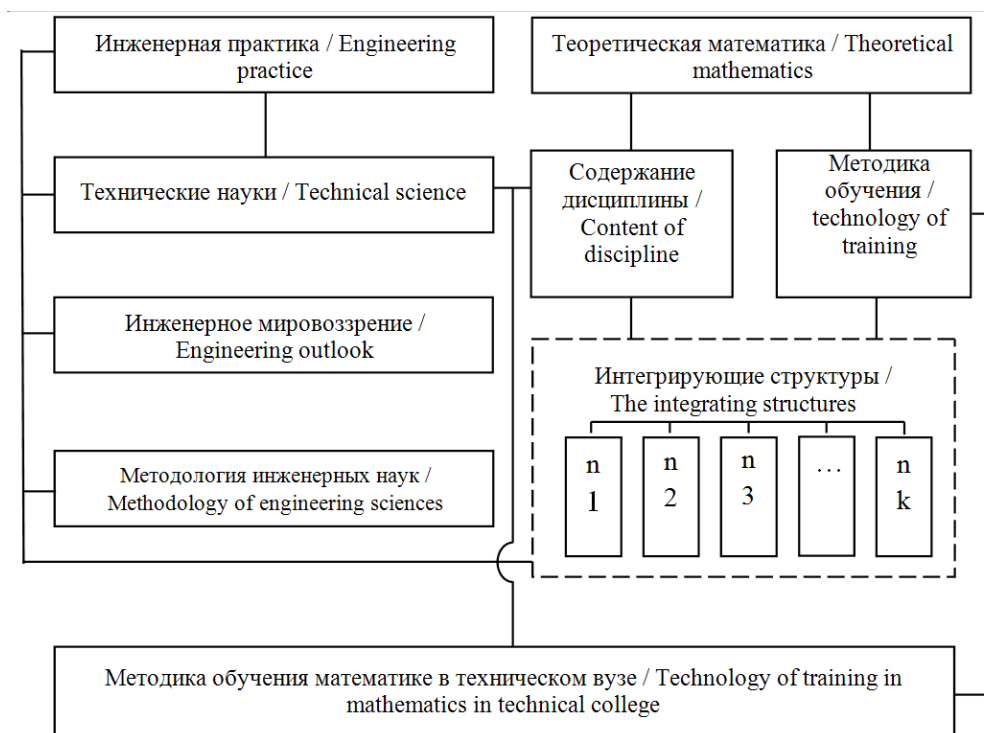 Инженерная практика / Engineering
practice
Теоретическая математика / Theoretical
mathematics
Технические науки / Technical science
Содержание
дисциплины /
Content of
discipline
Методика
обучения /
technology of
training
Инженерное мировоззрение /
Engineering outlook
Интегрирующие структуры /
The integrating structures
n
1
n
2
n
3
…
n
k
Методология инженерных наук /
Methodology of engineering sciences
Методика обучения математике в техническом вузе / Technology of training in
mathematics in technical college